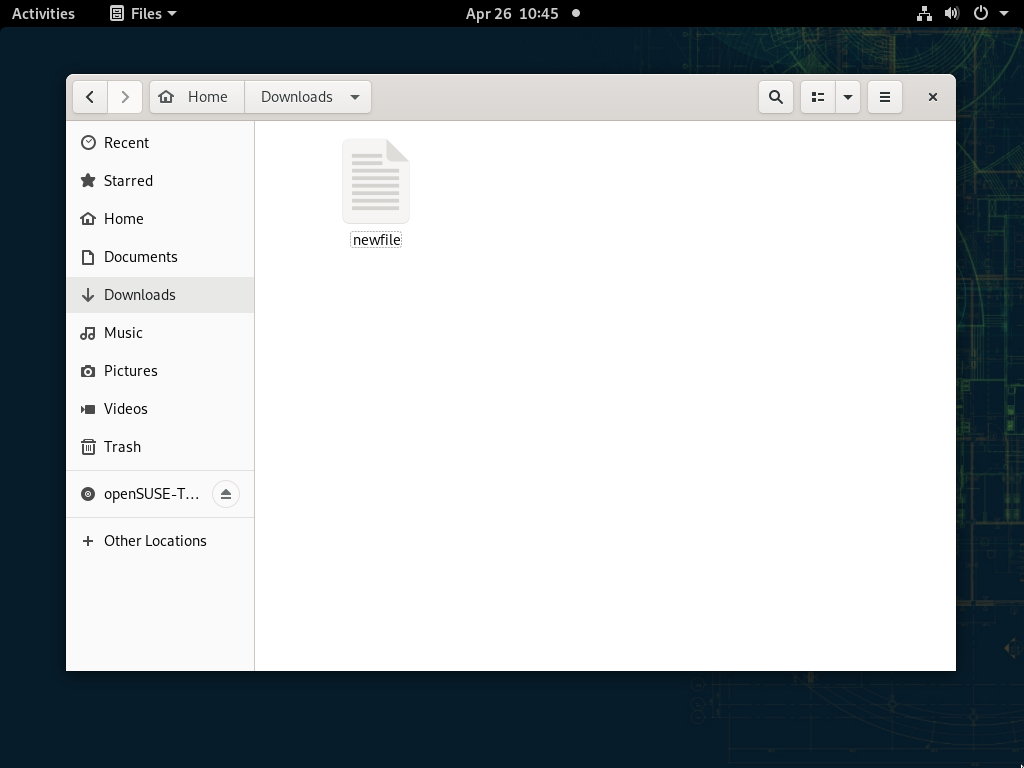 Activities Files Apr 26 10:45
Home Downloads
Recent
Starred
Home
Documents
Downloads
Music
Pictures
Videos
Trash
openSUSE-T...
Other Locations
newfile